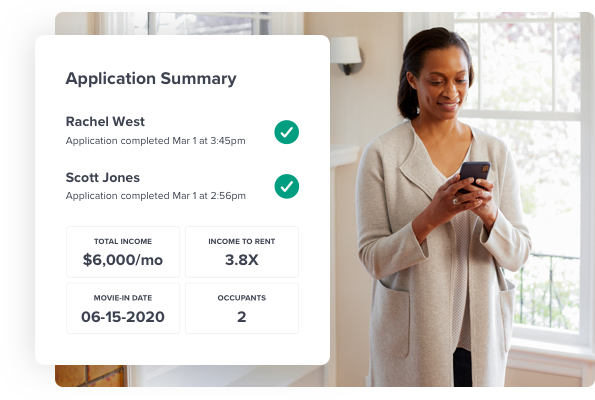 Application Summary
Rachel West
Application completed Mar 1 at 3:45pm
Scott Jones
Application completed Mar 1 at 2:56pm
TOTAL INCOME
$6,000/mo
INCOME TO RENT
3.8X
MOVIE-IN DATE
06-15-2020
OCCUPANTS
2